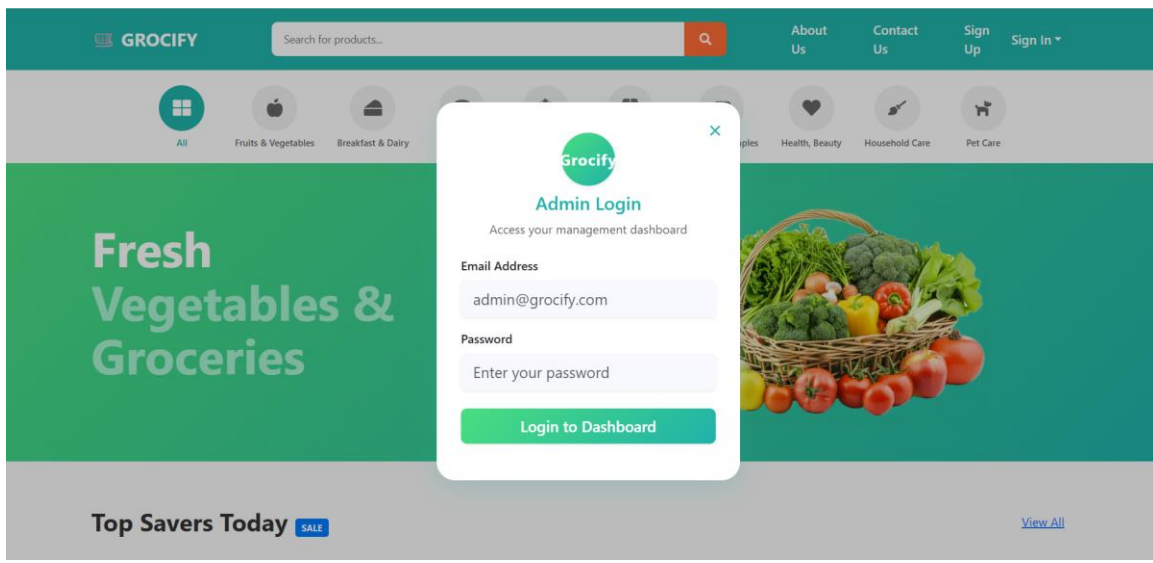 GROCIFY
Search for products...
About Us
Contact Us
Sign Up
Sign In
All
Fruits & Vegetables
Breakfast & Dairy
Health, Beauty
Household Care
Pet Care
Grocify
Admin Login
Access your management dashboard
Email Address
admin@grocify.com
Password
Enter your password
Login to Dashboard
Fresh
Vegetables &
Groceries
Top Savers Today
SALE
View All